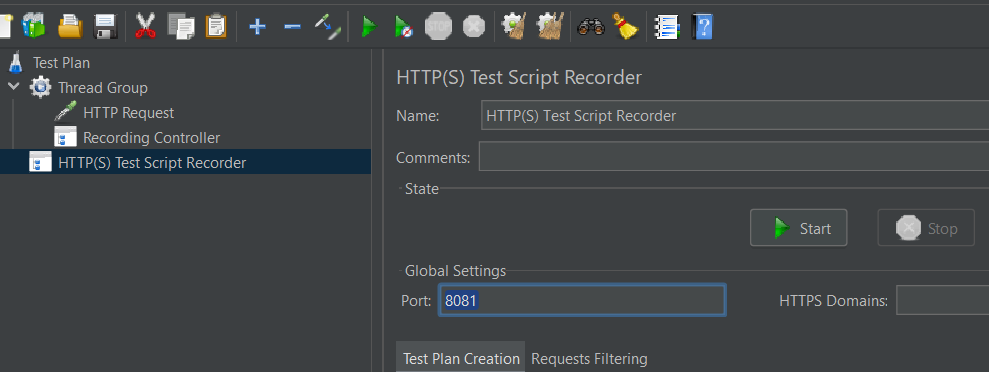 Test Plan
Thread Group
HTTP Request
Recording Controller
HTTP(S) Test Script Recorder
HTTP(S) Test Script Recorder
Name: HTTP(S) Test Script Recorder
Comments:
State
Start Stop
Global Settings
Port: 8081 HTTPS Domains:
Test Plan Creation Requests Filtering